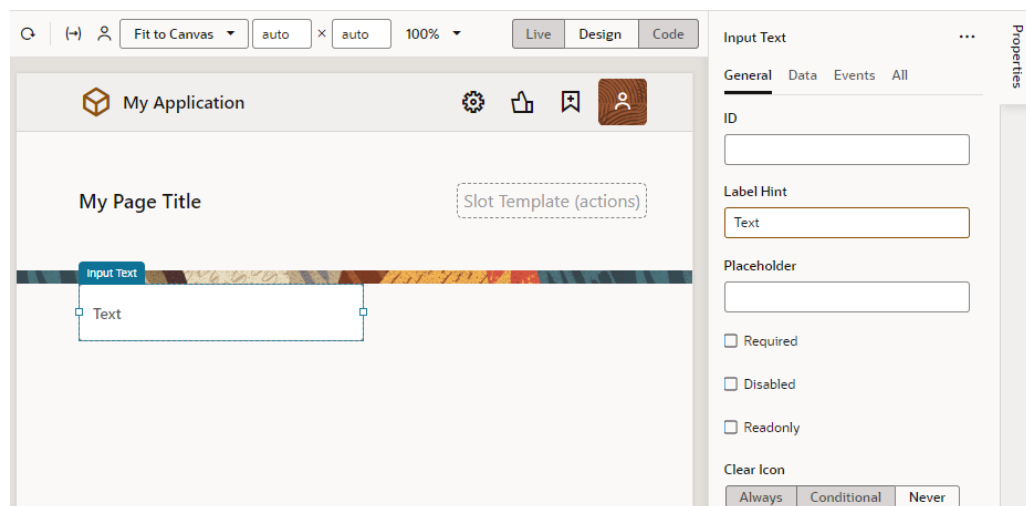 Fit to Canvas auto × auto 100% Live Design Code
My Application
My Page Title Slot Template (actions)
Input Text
Text
Input Text ...
Properties
General Data Events All
ID
Label Hint
Text
Placeholder
Required
Disabled
Readonly
Clear Icon
Always Conditional Never